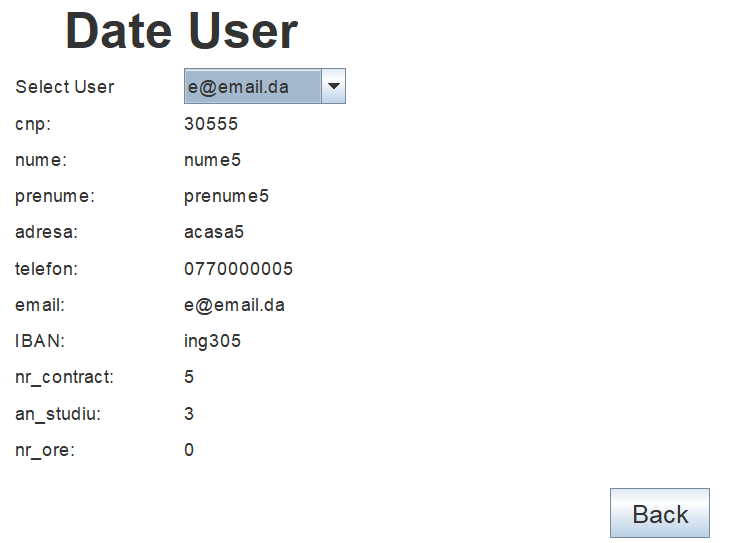 Date User
Select User e@email.da
cnp: 30555
nume: nume5
prenume: prenume5
adresa: acasa5
telefon: 0770000005
email: e@email.da
IBAN: ing305
nr_contract: 5
an_studiu: 3
nr_ore: 0
Back